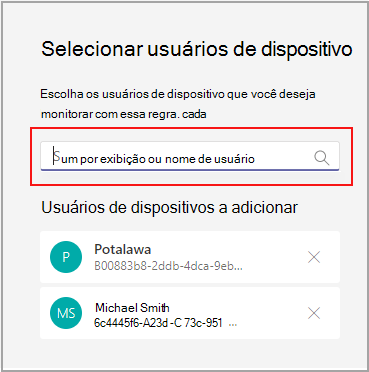 Selecionar usuários de dispositivo
Escolha os usuários de dispositivo que você deseja
monitorar com essa regra. cada
Sum por exibição ou nome de usuário
Usuários de dispositivos a adicionar
P
Potalawa
B00883b8-2ddb-4dca-9eb...
MS
Michael Smith
6c4445f6-A23d -C 73c-951 ...